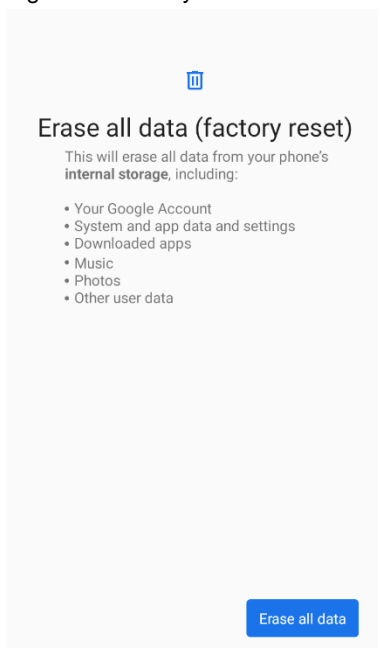 Erase all data (factory reset)
This will erase all data from your phone's
internal storage, including:
• Your Google Account
• System and app data and settings
• Downloaded apps
• Music
• Photos
• Other user data
Erase all data